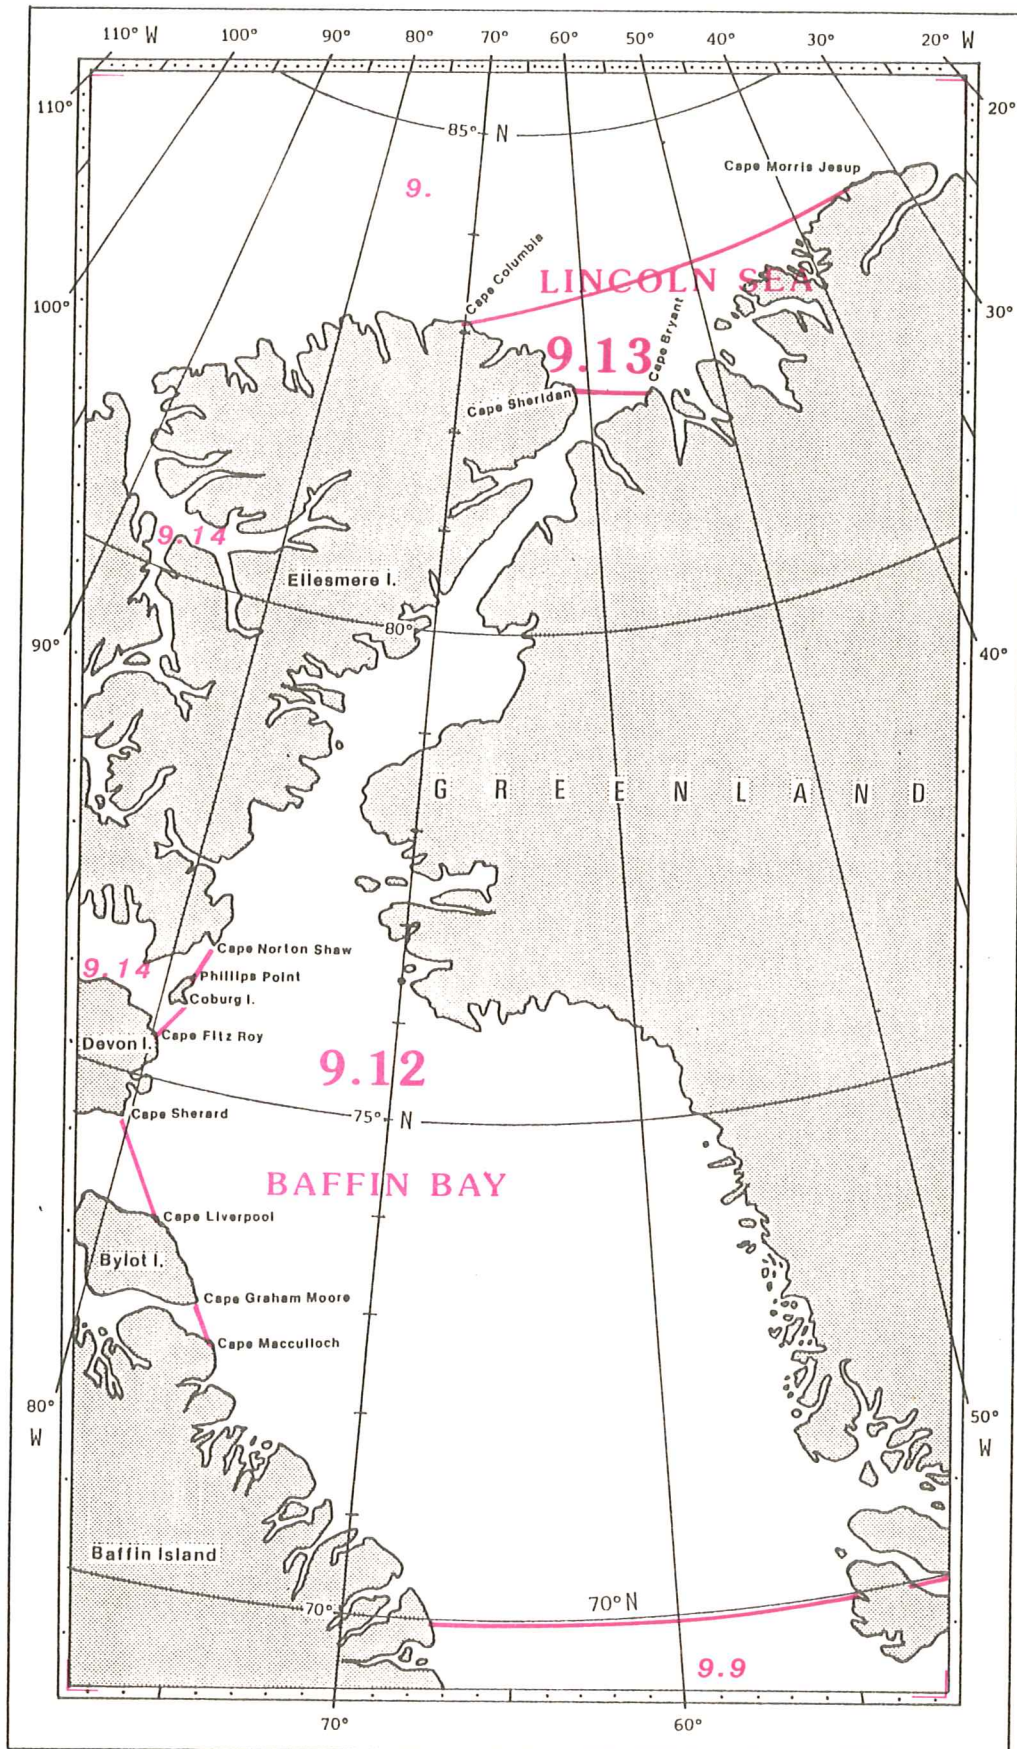 110° W 100° 90° 80° 70° 60° 50° 40° 30° 20° W
110° 20°
85° N
Cape Morris Jesup
9.
Cape Columbia
LINCOLN SEA
100° 30°
9.13
Cape Bryant
Cape Sheridan
9.14
Ellesmere I.
80°
90° 40°
G R E E N L A N D
Cape Norton Shaw
9.14
Phillips Point
Coburg I.
Cape Fitz Roy
Devon I.
9.12
Cape Sherard
75° N
BAFFIN BAY
Cape Liverpool
Bylot I.
Cape Graham Moore
Cape Macculloch
80° W
50° W
Baffin Island
70°
70° N
9.9
70° 60°